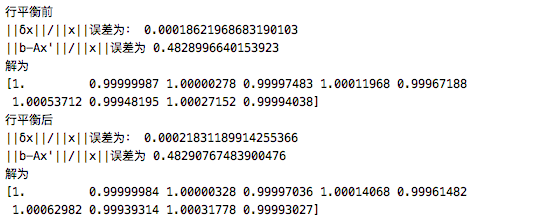 行平衡前
||δx||/||x||误差为： 0.00018621968683190103
||b-Ax'||/||x||误差为 0.4828996640153923
解为
[1.         0.99999987 1.00000278 0.99997483 1.00011968 0.99967188
 1.00053712 0.99948195 1.00027152 0.99994038]
行平衡后
||δx||/||x||误差为： 0.00021831189914255366
||b-Ax'||/||x||误差为 0.48290767483900476
解为
[1.         0.99999984 1.00000328 0.99997036 1.00014068 0.99961482
 1.00062982 0.99939314 1.00031778 0.99993027]